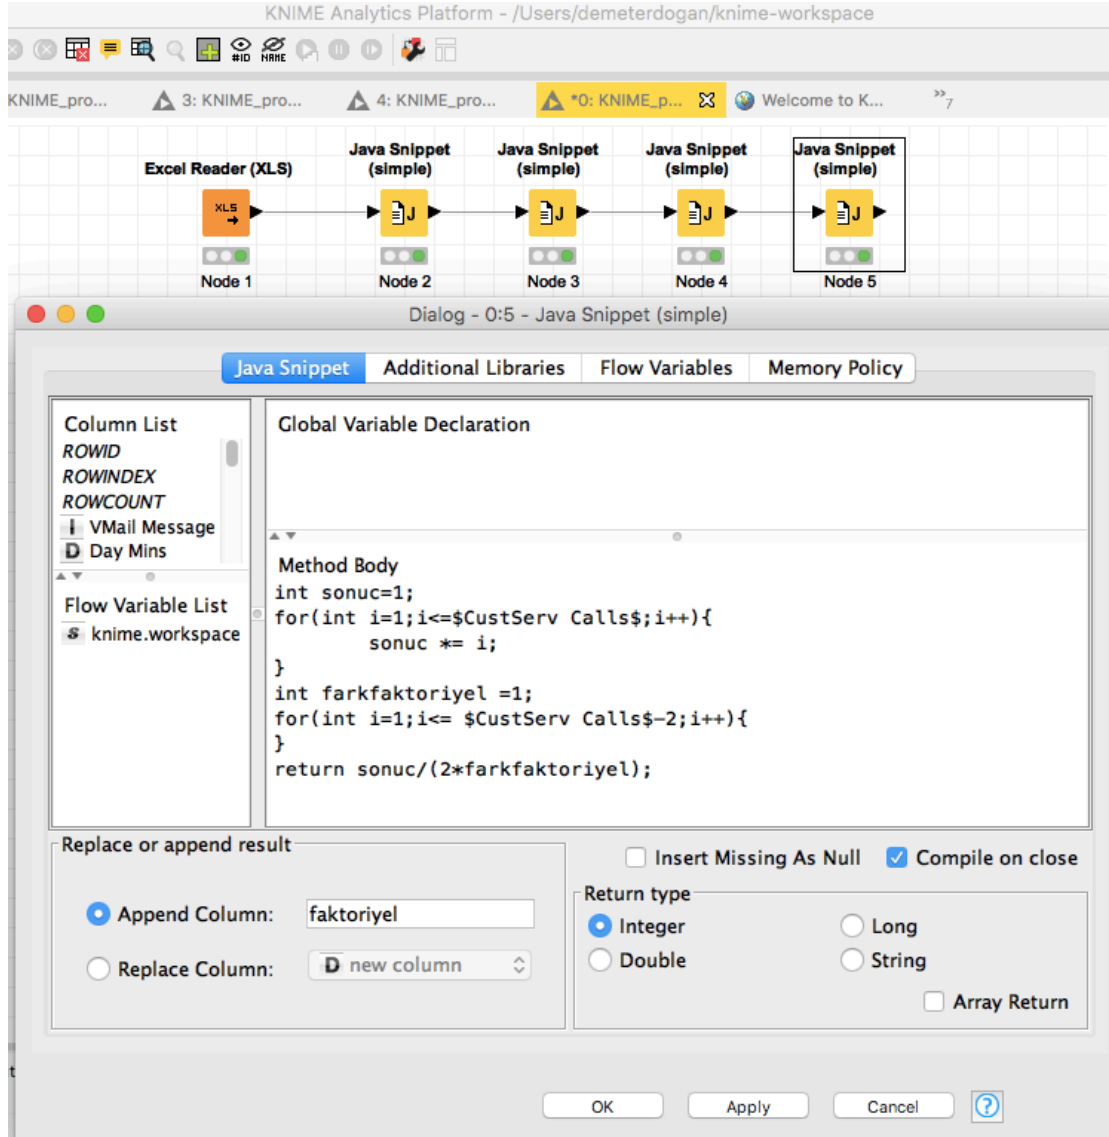 KNIME Analytics Platform - /Users/demeterdogan/knime-workspace
#ID NAME
KNIME_pro... 3: KNIME_pro... 4: KNIME_pro... *0: KNIME_p... Welcome to K... »7
Java Snippet Java Snippet Java Snippet Java Snippet
Excel Reader (XLS) (simple) (simple) (simple) (simple)
XLS J J J J
Node 1 Node 2 Node 3 Node 4 Node 5
Dialog - 0:5 - Java Snippet (simple)
Java Snippet Additional Libraries Flow Variables Memory Policy
Column List
ROWID
ROWINDEX
ROWCOUNT
I VMail Message
D Day Mins
Flow Variable List
s knime.workspace
Global Variable Declaration
Method Body
int sonuc=1;
for(int i=1;i<=$CustServ Calls$;i++){
sonuc *= i;
}
int farkfaktoriyel =1;
for(int i=1;i<= $CustServ Calls$-2;i++){
}
return sonuc/(2*farkfaktoriyel);
Replace or append result
Append Column: faktoriyel
Replace Column: D new column
Insert Missing As Null Compile on close
Return type
Integer Long
Double String
Array Return
OK Apply Cancel ?